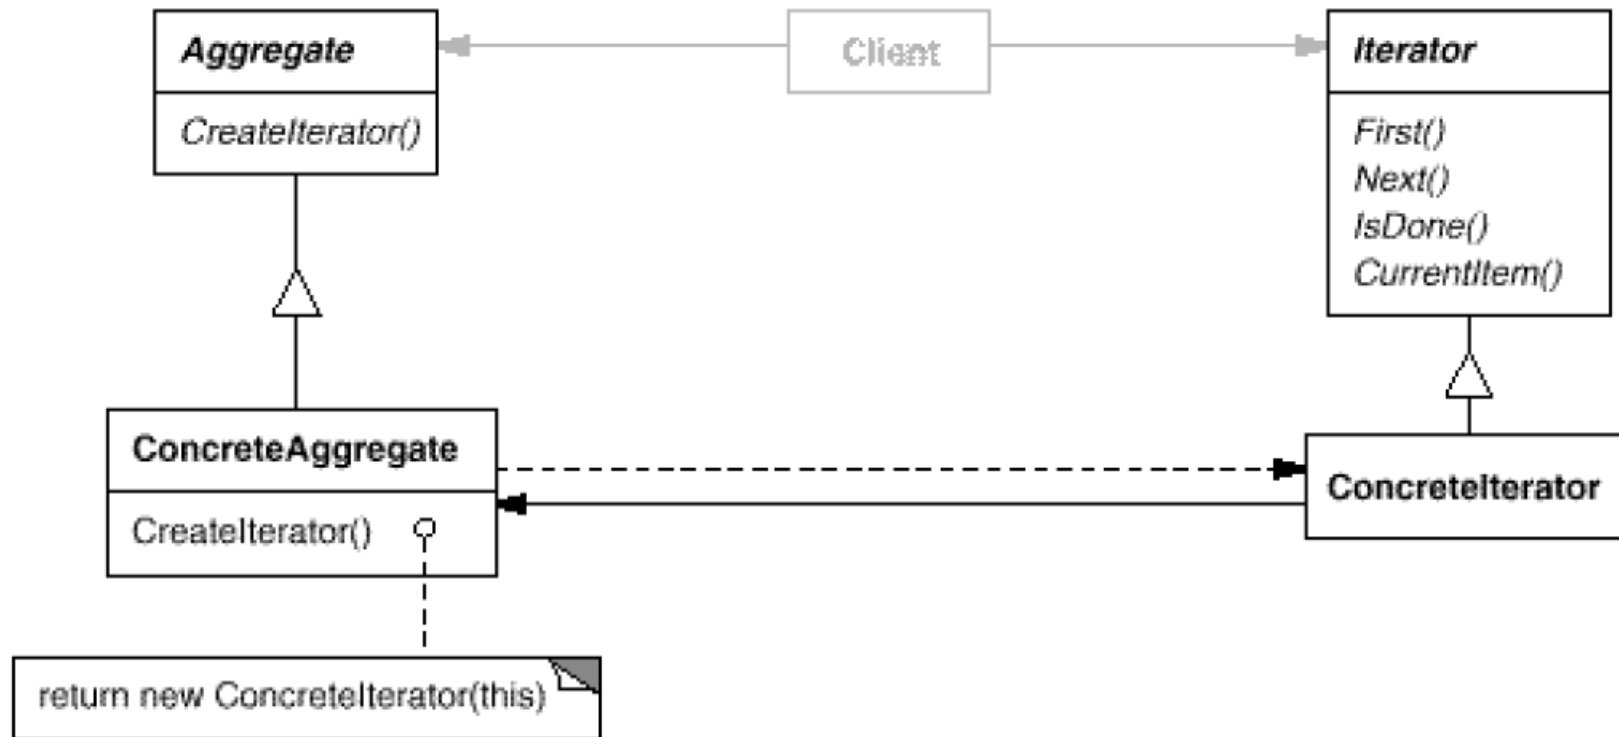 Aggregate
CreateIterator()
Client
Iterator
First()
Next()
IsDone()
CurrentItem()
ConcreteAggregate
CreateIterator()
ConcreteIterator
return new ConcreteIterator(this)